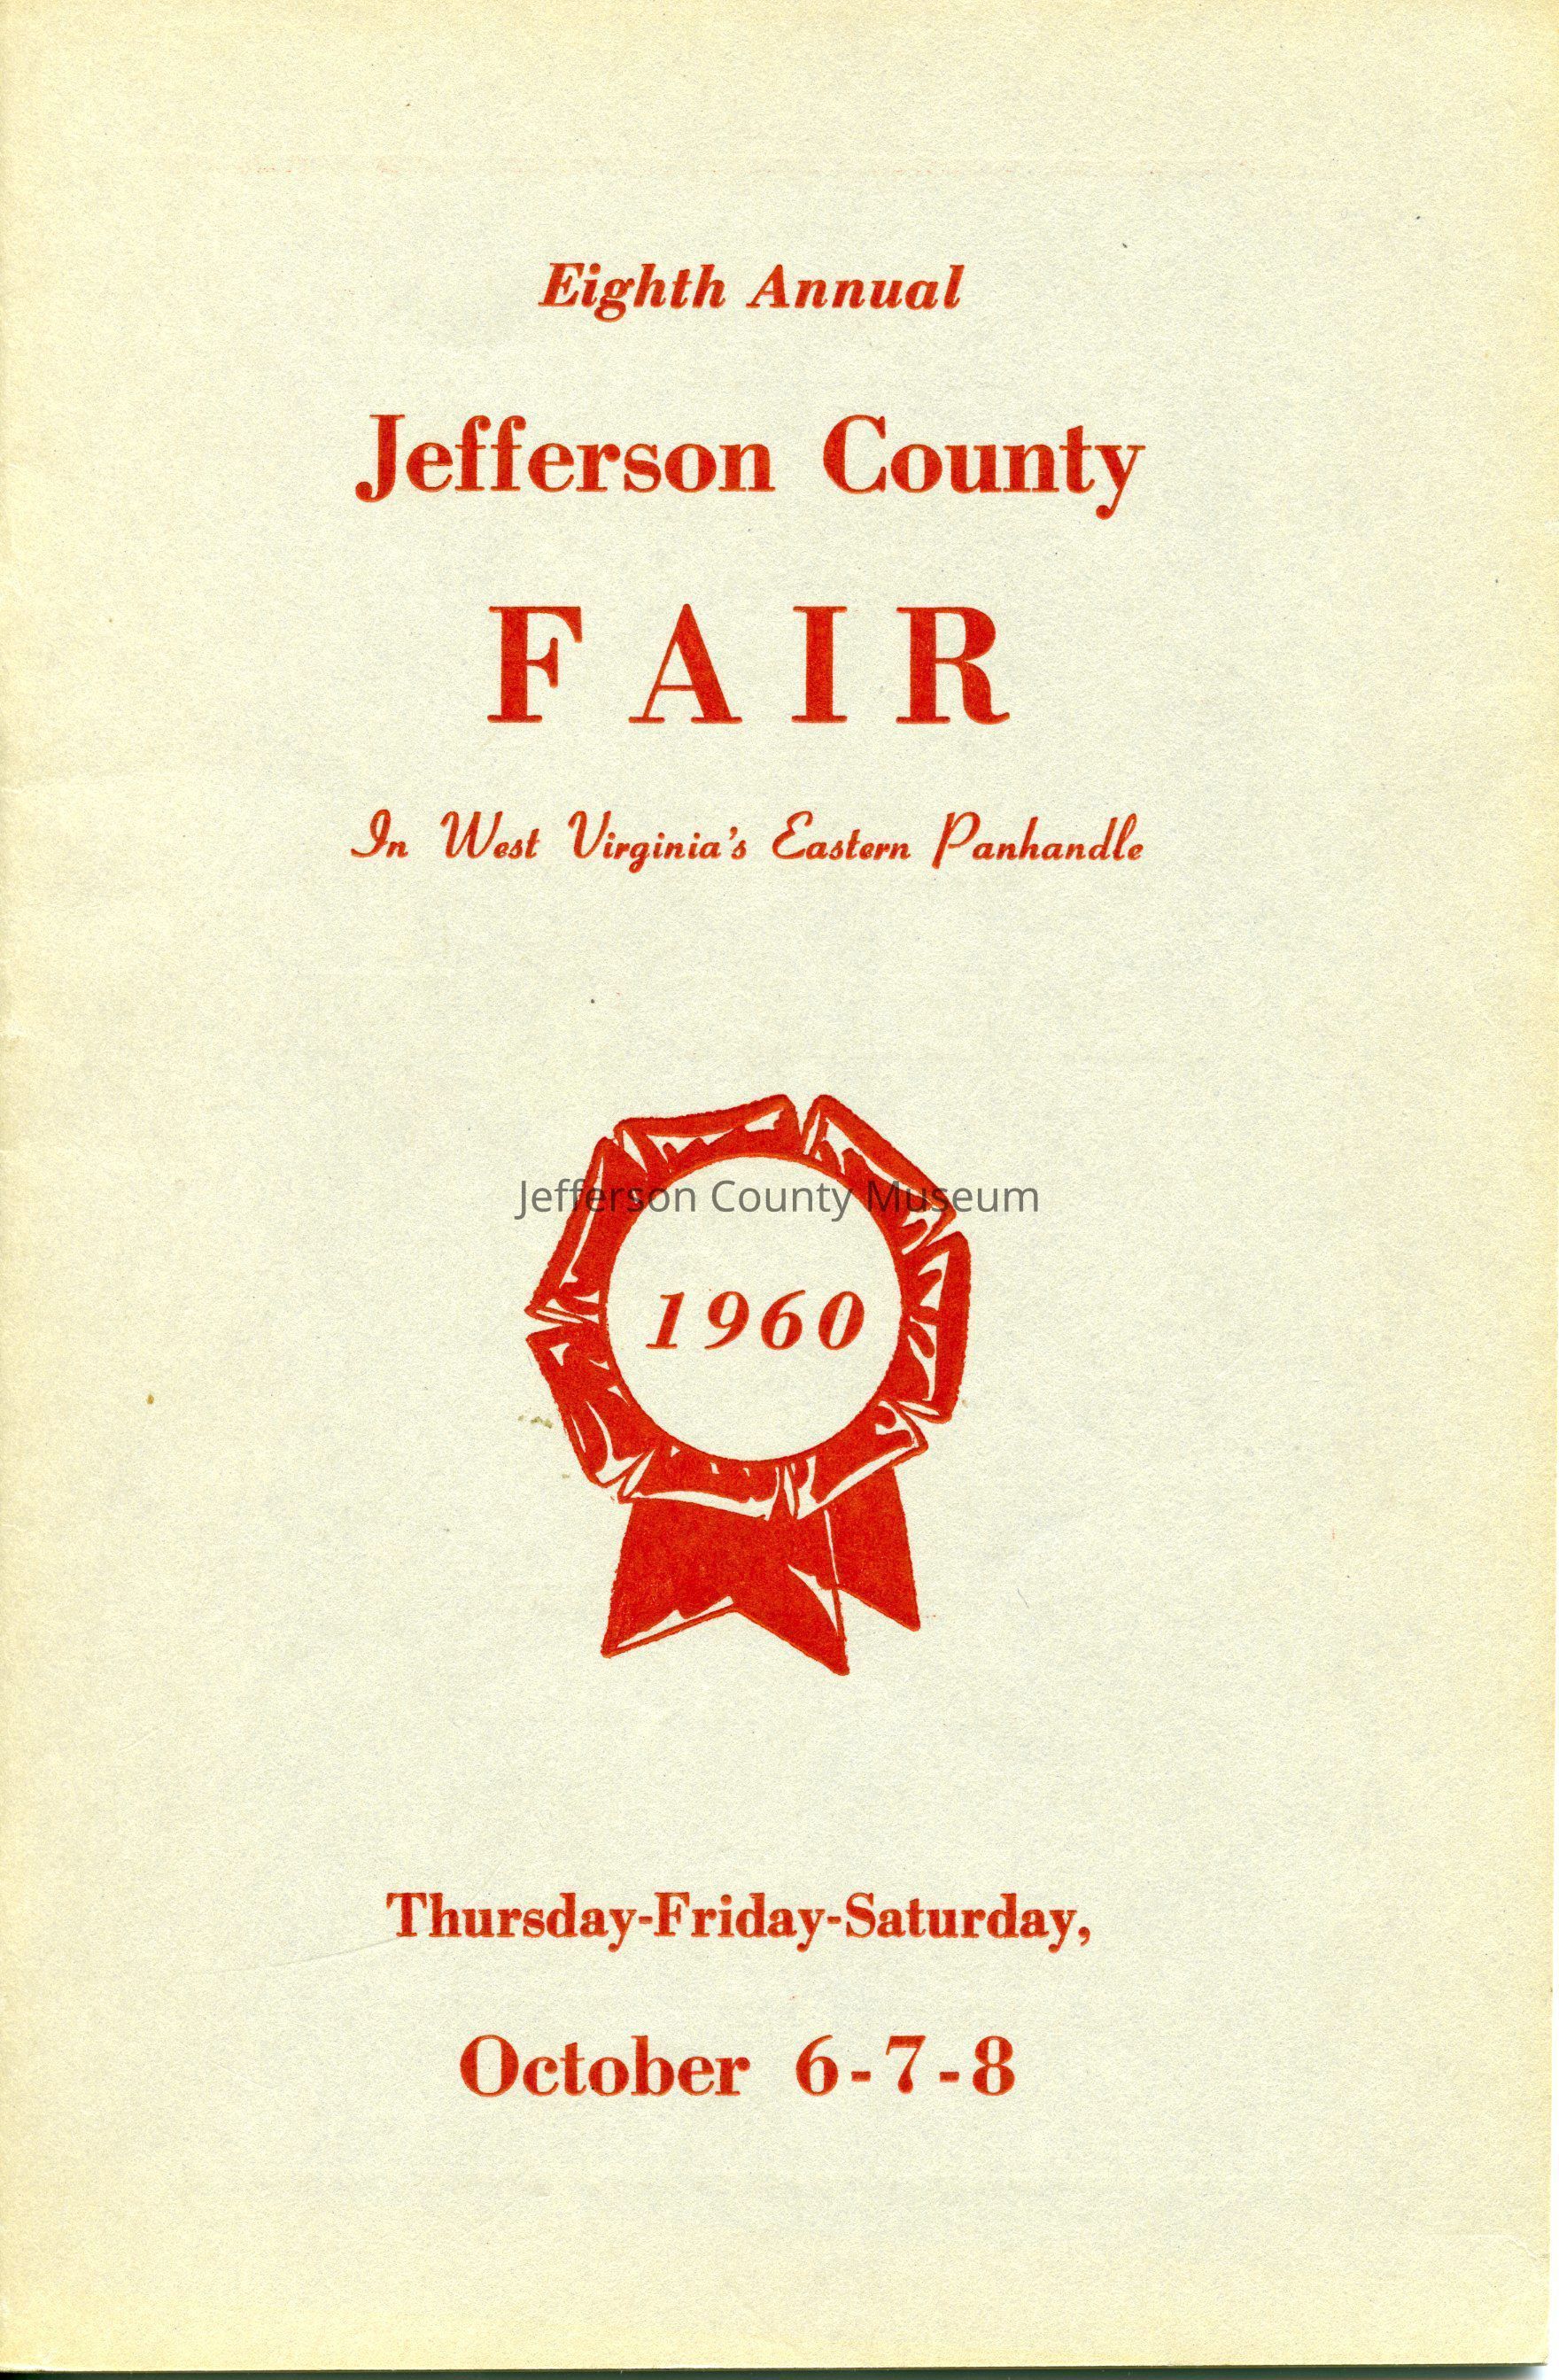 Eighth Annual
Jefferson County
FAIR
In West Virginia's Eastern Panhandle
Jefferson County Museum
1960
Thursday-Friday-Saturday,
October 6-7-8